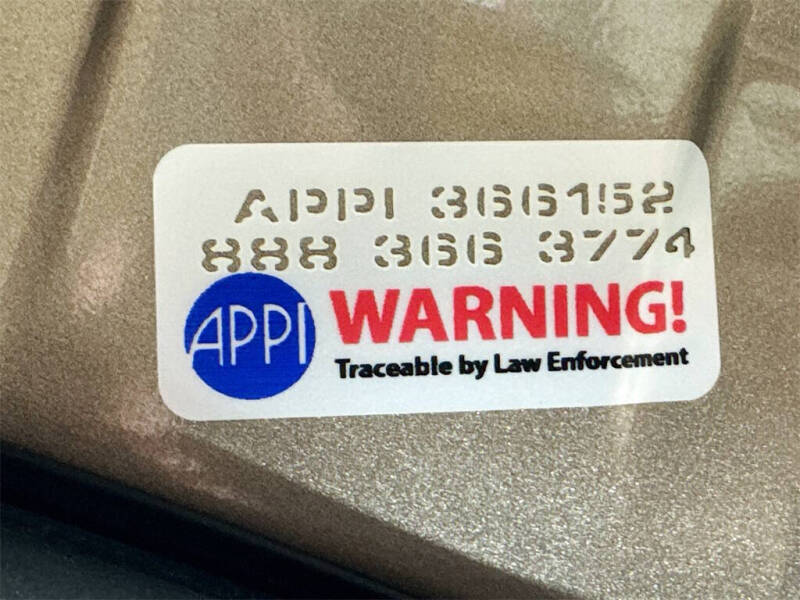 APPI 366152
888 366 3774
APPI
WARNING!
Traceable by Law Enforcement